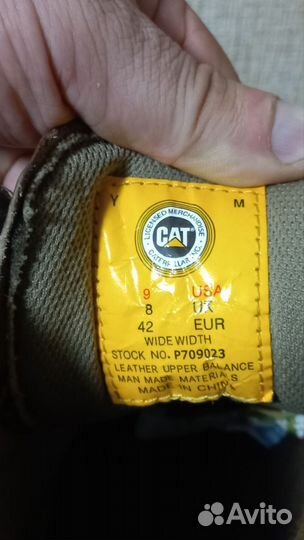 Y M
LICENSED MERCHANDISE
CAT
CATERPILLAR INC.
9 USA
8 UK
42 EUR
WIDE WIDTH
STOCK NO. P709023
LEATHER UPPER BALANCE
MAN MADE MATERIALS
MADE IN CHINA
Avito